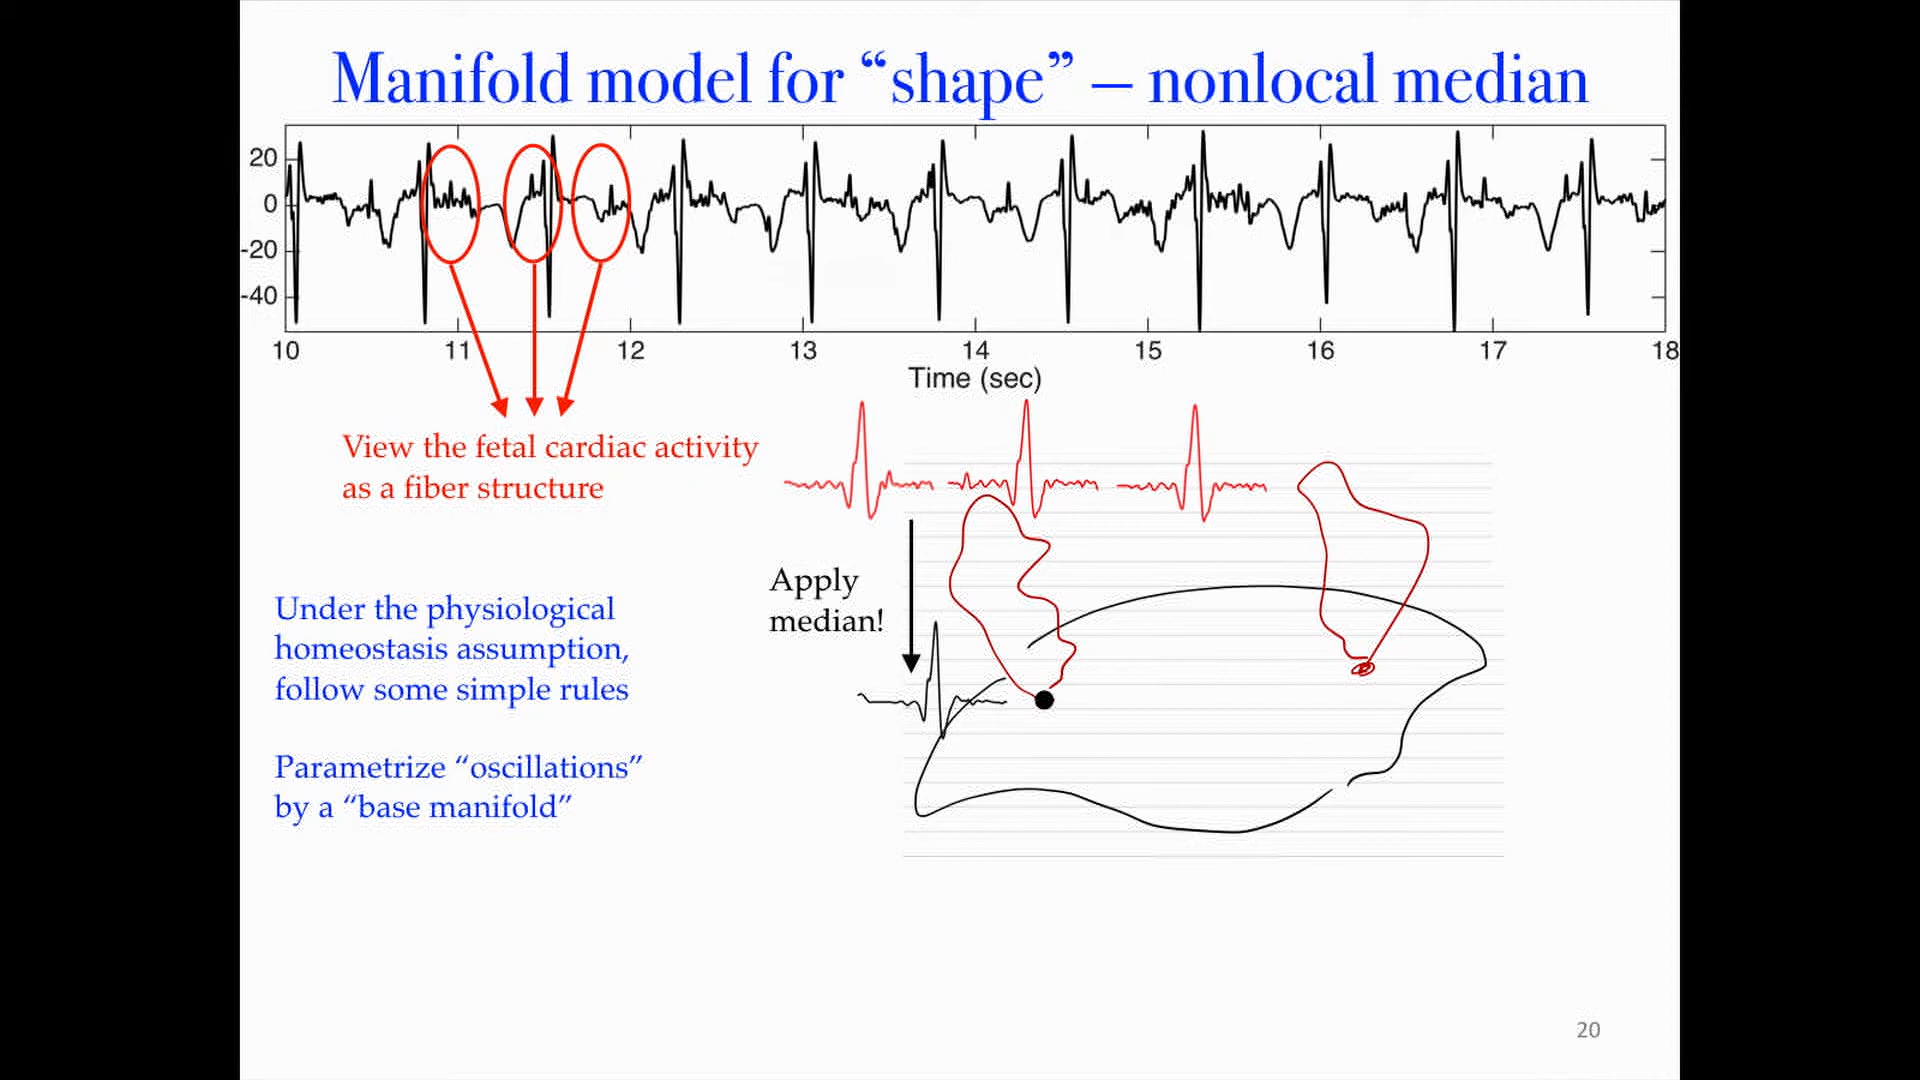 Manifold model for “shape” – nonlocal median
20
0
-20
-40
10 11 12 13 14 15 16 17 18
Time (sec)
View the fetal cardiac activity
as a fiber structure
Apply
median!
Under the physiological
homeostasis assumption,
follow some simple rules
Parametrize “oscillations”
by a “base manifold”
20